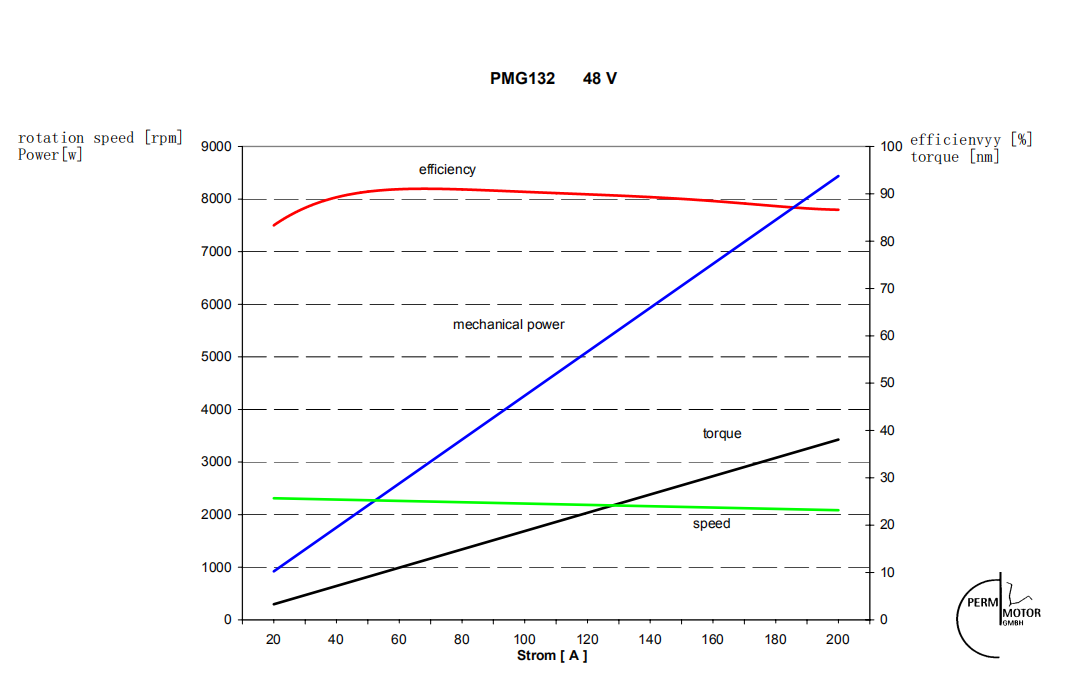 PMG132 48 V
rotation speed [rpm]
Power[w]
efficienvyy [%]
torque [nm]
9000
8000
7000
6000
5000
4000
3000
2000
1000
0
efficiency
mechanical power
torque
speed
100
90
80
70
60
50
40
30
20
10
0
20 40 60 80 100 120 140 160 180 200
Strom [ A ]
PERM
MOTOR
GMBH